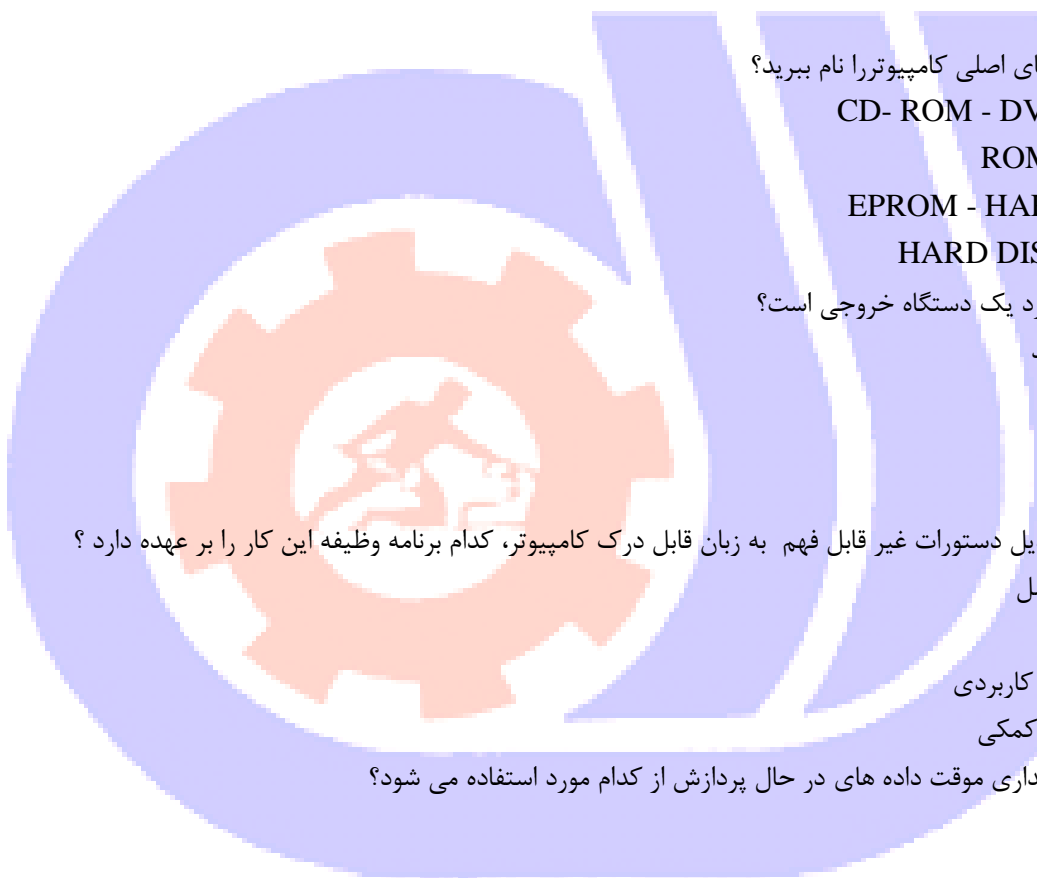 ای اصلی کامپیوتررا نام ببرید؟
CD- ROM - DV
ROM
EPROM - HAI
HARD DIS
رد یک دستگاه خروجی است؟
د
یل دستورات غیر قابل فهم به زبان قابل درک کامپیوتر، کدام برنامه وظیفه این کار را بر عهده دارد ؟
مل
کاربردی
کمکی
داری موقت داده های در حال پردازش از کدام مورد استفاده می شود؟